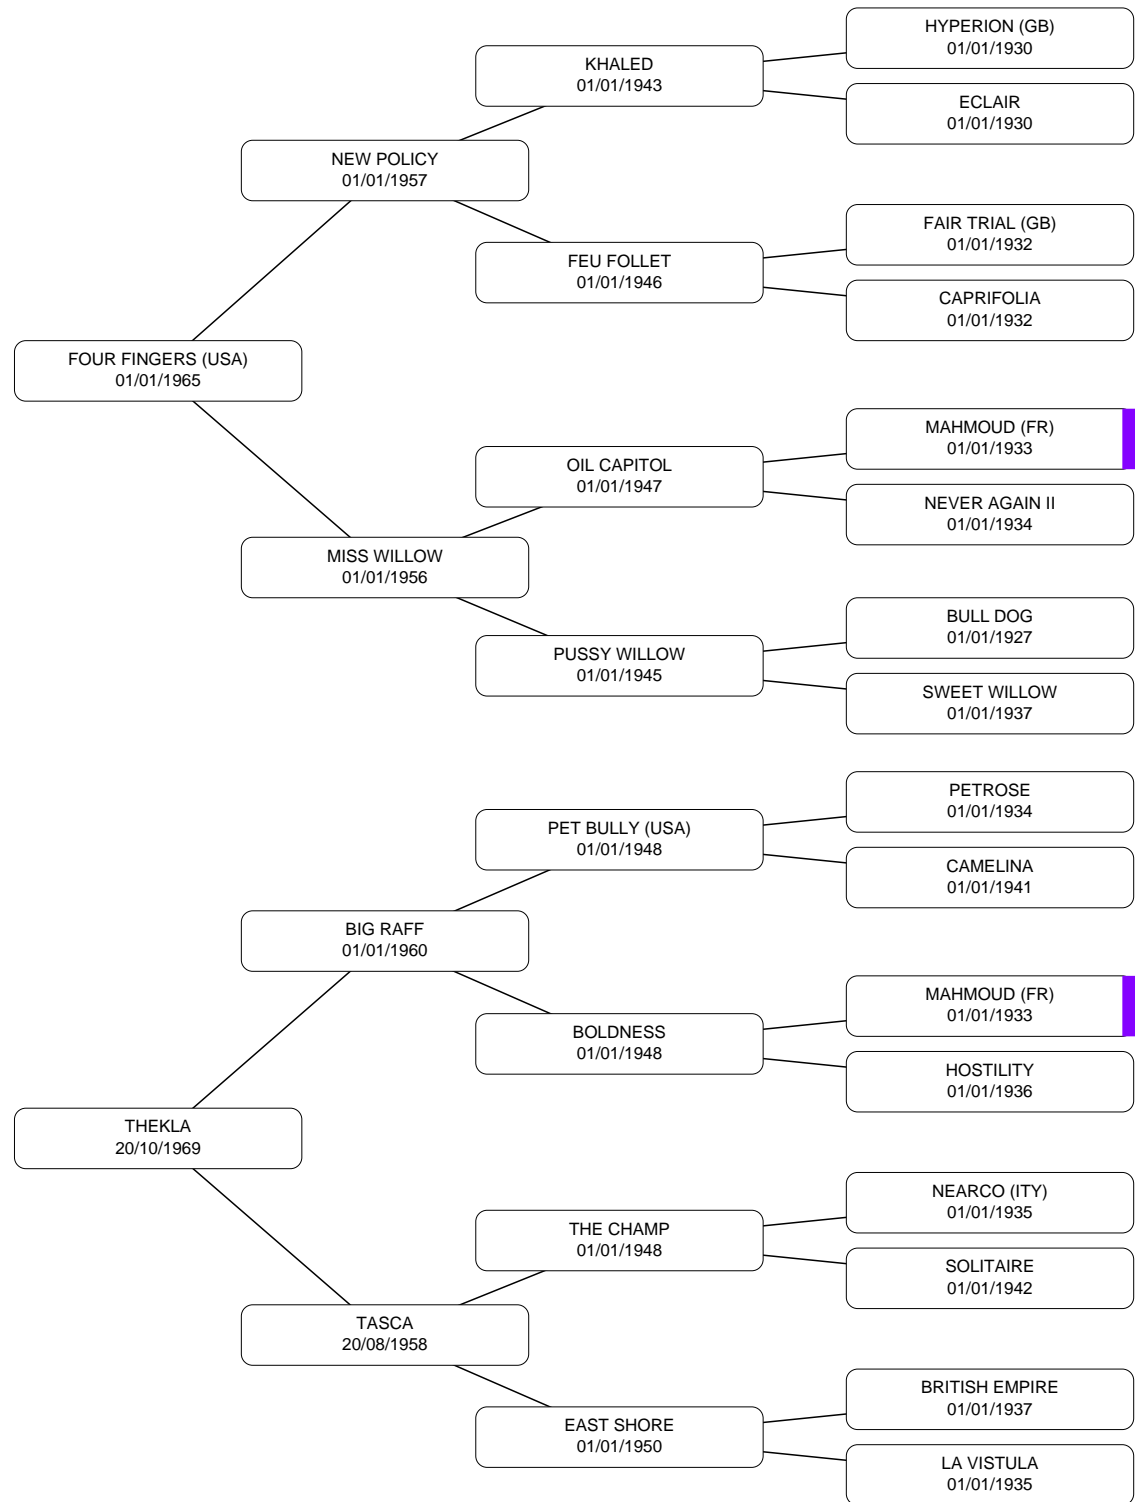 HYPERION (GB)
01/01/1930
KHALED
01/01/1943
ECLAIR
01/01/1930
NEW POLICY
01/01/1957
FAIR TRIAL (GB)
01/01/1932
FEU FOLLET
01/01/1946
CAPRIFOLIA
01/01/1932
FOUR FINGERS (USA)
01/01/1965
MAHMOUD (FR)
01/01/1933
OIL CAPITOL
01/01/1947
NEVER AGAIN II
01/01/1934
MISS WILLOW
01/01/1956
BULL DOG
01/01/1927
PUSSY WILLOW
01/01/1945
SWEET WILLOW
01/01/1937
PETROSE
01/01/1934
PET BULLY (USA)
01/01/1948
CAMELINA
01/01/1941
BIG RAFF
01/01/1960
MAHMOUD (FR)
01/01/1933
BOLDNESS
01/01/1948
HOSTILITY
01/01/1936
THEKLA
20/10/1969
NEARCO (ITY)
01/01/1935
THE CHAMP
01/01/1948
SOLITAIRE
01/01/1942
TASCA
20/08/1958
BRITISH EMPIRE
01/01/1937
EAST SHORE
01/01/1950
LA VISTULA
01/01/1935